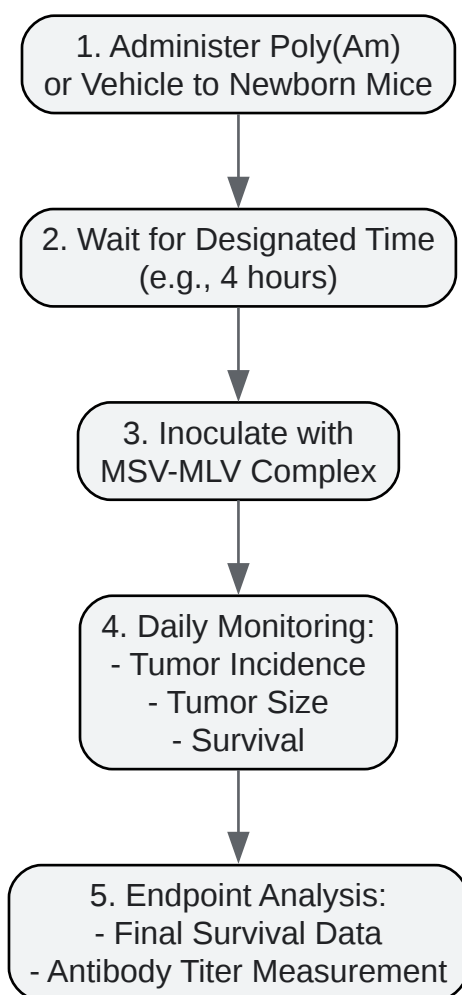 1. Administer Poly(Am)
or Vehicle to Newborn Mice
2. Wait for Designated Time
(e.g., 4 hours)
3. Inoculate with
MSV-MLV Complex
4. Daily Monitoring:
- Tumor Incidence
- Tumor Size
- Survival
5. Endpoint Analysis:
- Final Survival Data
- Antibody Titer Measurement